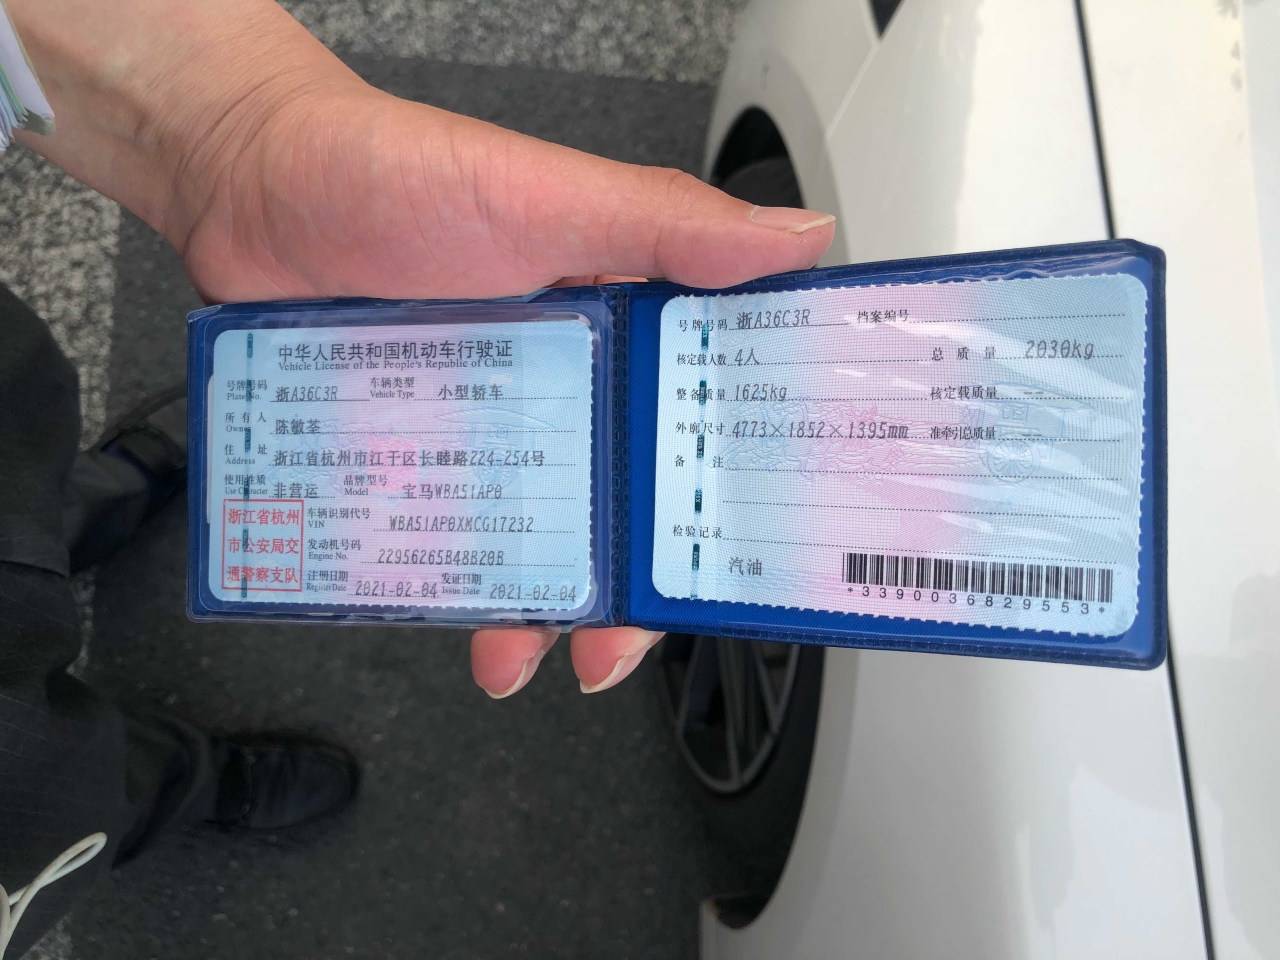 中华人民共和国机动车行驶证
Vehicle License of the People's Republic of China
号牌号码 浙A36C3R 车辆类型 小型轿车
Plate No. Vehicle Type
所有人 陈敏荃
Owner
住址 浙江省杭州市江干区长睦路224-254号
Address
使用性质 非营运 品牌型号 宝马WBA51AP0
Use Character Model
浙江省杭州
市公安局交
通警察支队
车辆识别代号 WBA51AP0XMCG17232
VIN
发动机号码 22956265B48B20B
Engine No.
注册日期 2021-02-04 发证日期 2021-02-04
Register Date Issue Date
号牌号码 浙A36C3R 档案编号
核定载人数 4人 总质量 2030kg
整备质量 1625kg 核定载质量 --
外廓尺寸 4773×1852×1395mm 准牵引总质量
备注
检验记录
汽油
*3390036829553*